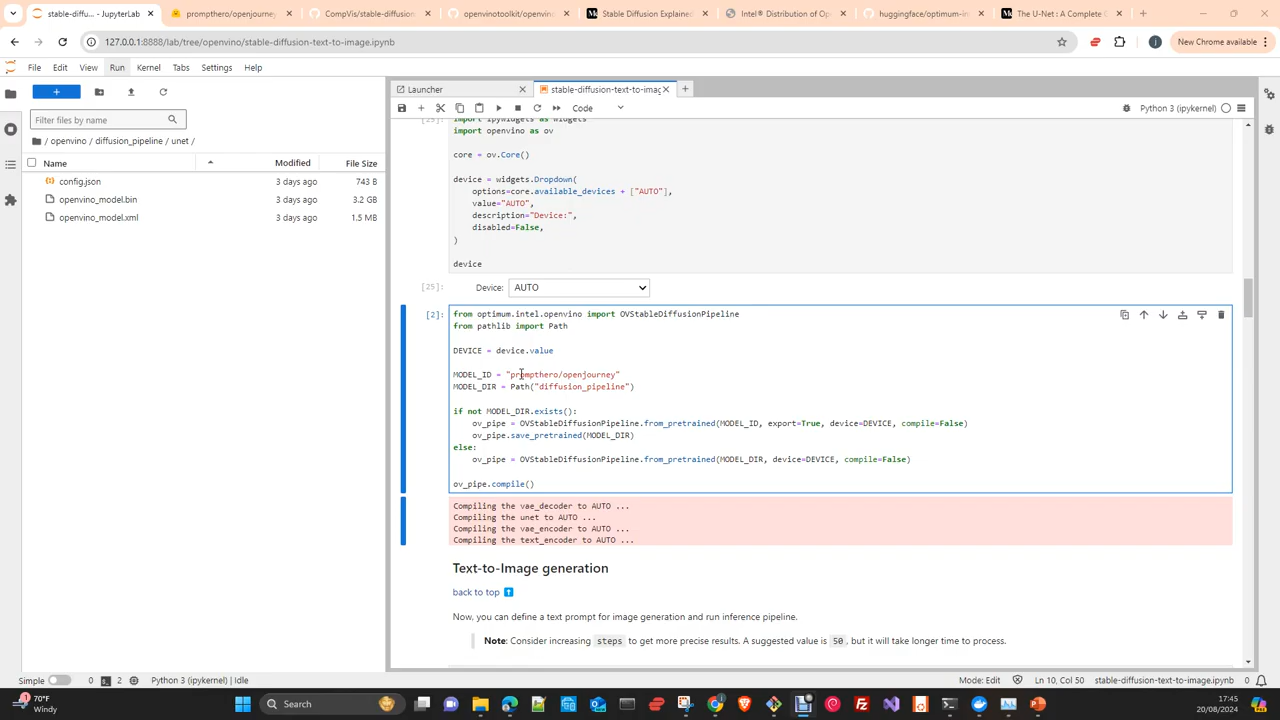 stable-diffu... - JupyterLab
prompthero/openjourney
CompVis/stable-diffusion
openvinotoolkit/openvino
Stable Diffusion Explained
Intel® Distribution of Op
huggingface/optimum-in
The U-Net : A Complete
127.0.0.1:8888/lab/tree/openvino/stable-diffusion-text-to-image.ipynb
New Chrome available
File Edit View Run Kernel Tabs Settings Help
Launcher
stable-diffusion-text-to-imag
Filter files by name
Code
Python 3 (ipykernel)
/ openvino / diffusion_pipeline / unet /
Name Modified File Size
config.json 3 days ago 743 B
openvino_model.bin 3 days ago 3.2 GB
openvino_model.xml 3 days ago 1.5 MB
[25]: import ipywidgets as widgets
import openvino as ov
core = ov.Core()
device = widgets.Dropdown(
options=core.available_devices + ["AUTO"],
value="AUTO",
description="Device:",
disabled=False,
)
device
[25]: Device: AUTO
[2]: from optimum.intel.openvino import OVStableDiffusionPipeline
from pathlib import Path
DEVICE = device.value
MODEL_ID = "prompthero/openjourney"
MODEL_DIR = Path("diffusion_pipeline")
if not MODEL_DIR.exists():
ov_pipe = OVStableDiffusionPipeline.from_pretrained(MODEL_ID, export=True, device=DEVICE, compile=False)
ov_pipe.save_pretrained(MODEL_DIR)
else:
ov_pipe = OVStableDiffusionPipeline.from_pretrained(MODEL_DIR, device=DEVICE, compile=False)
ov_pipe.compile()
Compiling the vae_decoder to AUTO ...
Compiling the unet to AUTO ...
Compiling the vae_encoder to AUTO ...
Compiling the text_encoder to AUTO ...
Text-to-Image generation
back to top
Now, you can define a text prompt for image generation and run inference pipeline.
Note: Consider increasing steps to get more precise results. A suggested value is 50, but it will take longer time to process.
Simple 0 2 Python 3 (ipykernel) | Idle
Mode: Edit Ln 10, Col 50 stable-diffusion-text-to-image.ipynb 0
70°F
Windy
Search
17:45
20/08/2024